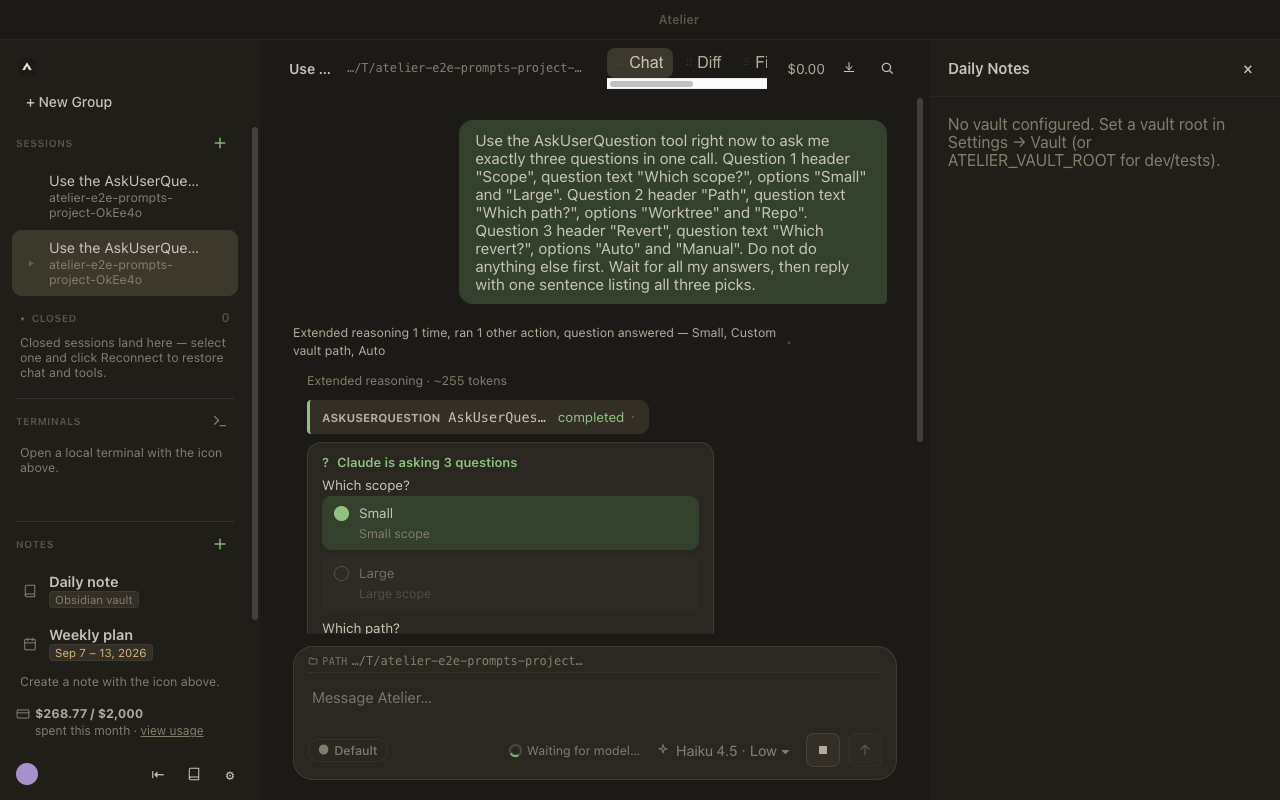 Atelier
+ New Group
SESSIONS
Use the AskUserQue...
atelier-e2e-prompts-
project-OkEe4o
Use the AskUserQue...
atelier-e2e-prompts-
project-OkEe4o
CLOSED 0
Closed sessions land here — select
one and click Reconnect to restore
chat and tools.
TERMINALS
Open a local terminal with the icon
above.
NOTES
Daily note
Obsidian vault
Weekly plan
Sep 7 – 13, 2026
Create a note with the icon above.
$268.77 / $2,000
spent this month · view usage
Use ... …/T/atelier-e2e-prompts-project-…
Chat Diff Fi
$0.00
Use the AskUserQuestion tool right now to ask me
exactly three questions in one call. Question 1 header
"Scope", question text "Which scope?", options "Small"
and "Large". Question 2 header "Path", question text
"Which path?", options "Worktree" and "Repo".
Question 3 header "Revert", question text "Which
revert?", options "Auto" and "Manual". Do not do
anything else first. Wait for all my answers, then reply
with one sentence listing all three picks.
Extended reasoning 1 time, ran 1 other action, question answered — Small, Custom
vault path, Auto
Extended reasoning · ~255 tokens
ASKUSERQUESTION AskUserQues… completed
? Claude is asking 3 questions
Which scope?
Small
Small scope
Large
Large scope
Which path?
PATH …/T/atelier-e2e-prompts-project…
Message Atelier...
Default
Waiting for model...
Haiku 4.5 · Low
Daily Notes
No vault configured. Set a vault root in
Settings → Vault (or
ATELIER_VAULT_ROOT for dev/tests).